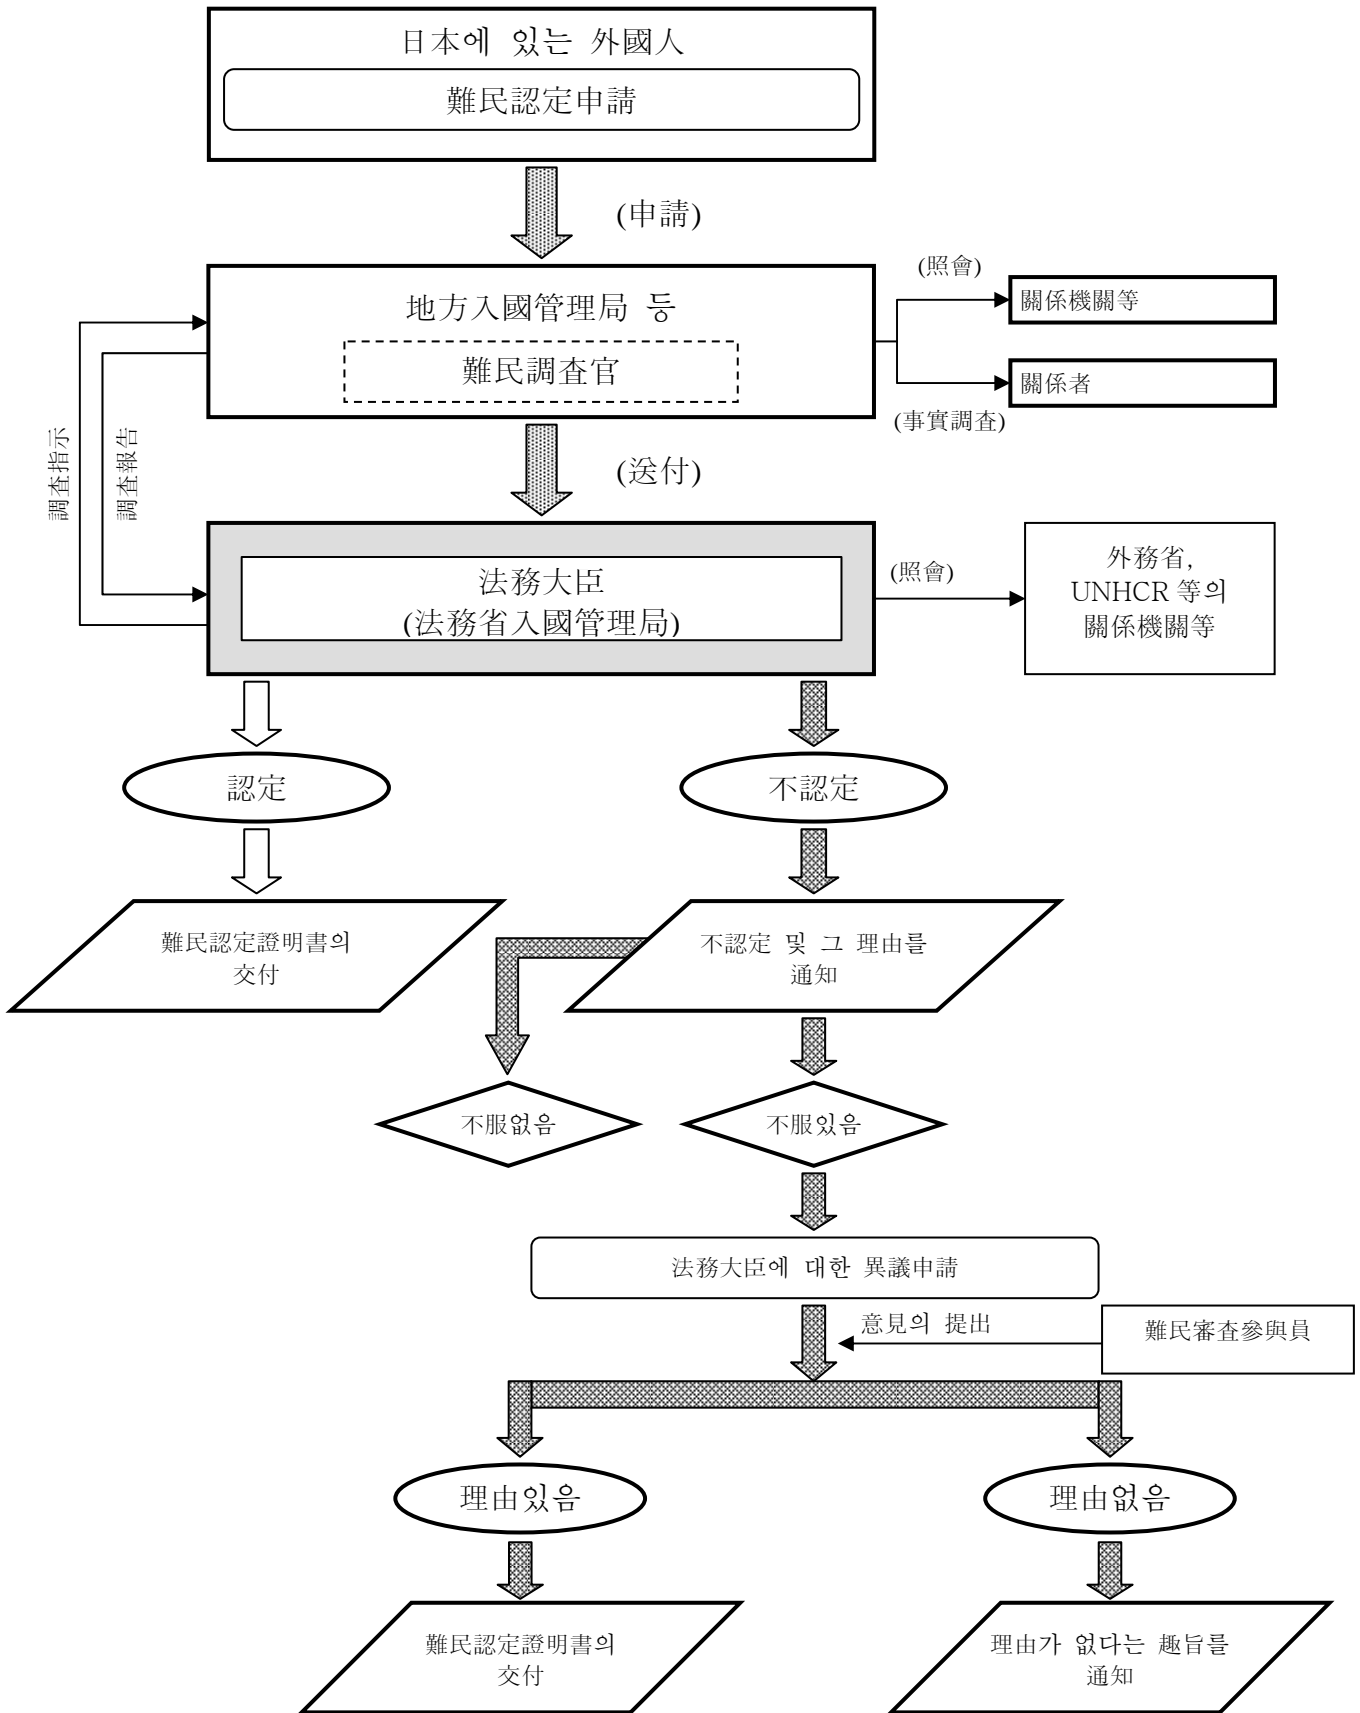 日本에 있는 外國人
難民認定申請
(申請)
地方入國管理局 등
難民調査官
(照會)
關係機關等
關係者
(事實調査)
調査指示
調査報告
(送付)
法務大臣
(法務省入國管理局)
(照會)
外務省,
UNHCR 等의
關係機關等
認定
不認定
難民認定證明書의
交付
不認定 및 그 理由를
通知
不服없음
不服있음
法務大臣에 대한 異議申請
意見의 提出
難民審査參與員
理由있음
理由없음
難民認定證明書의
交付
理由가 없다는 趣旨를
通知